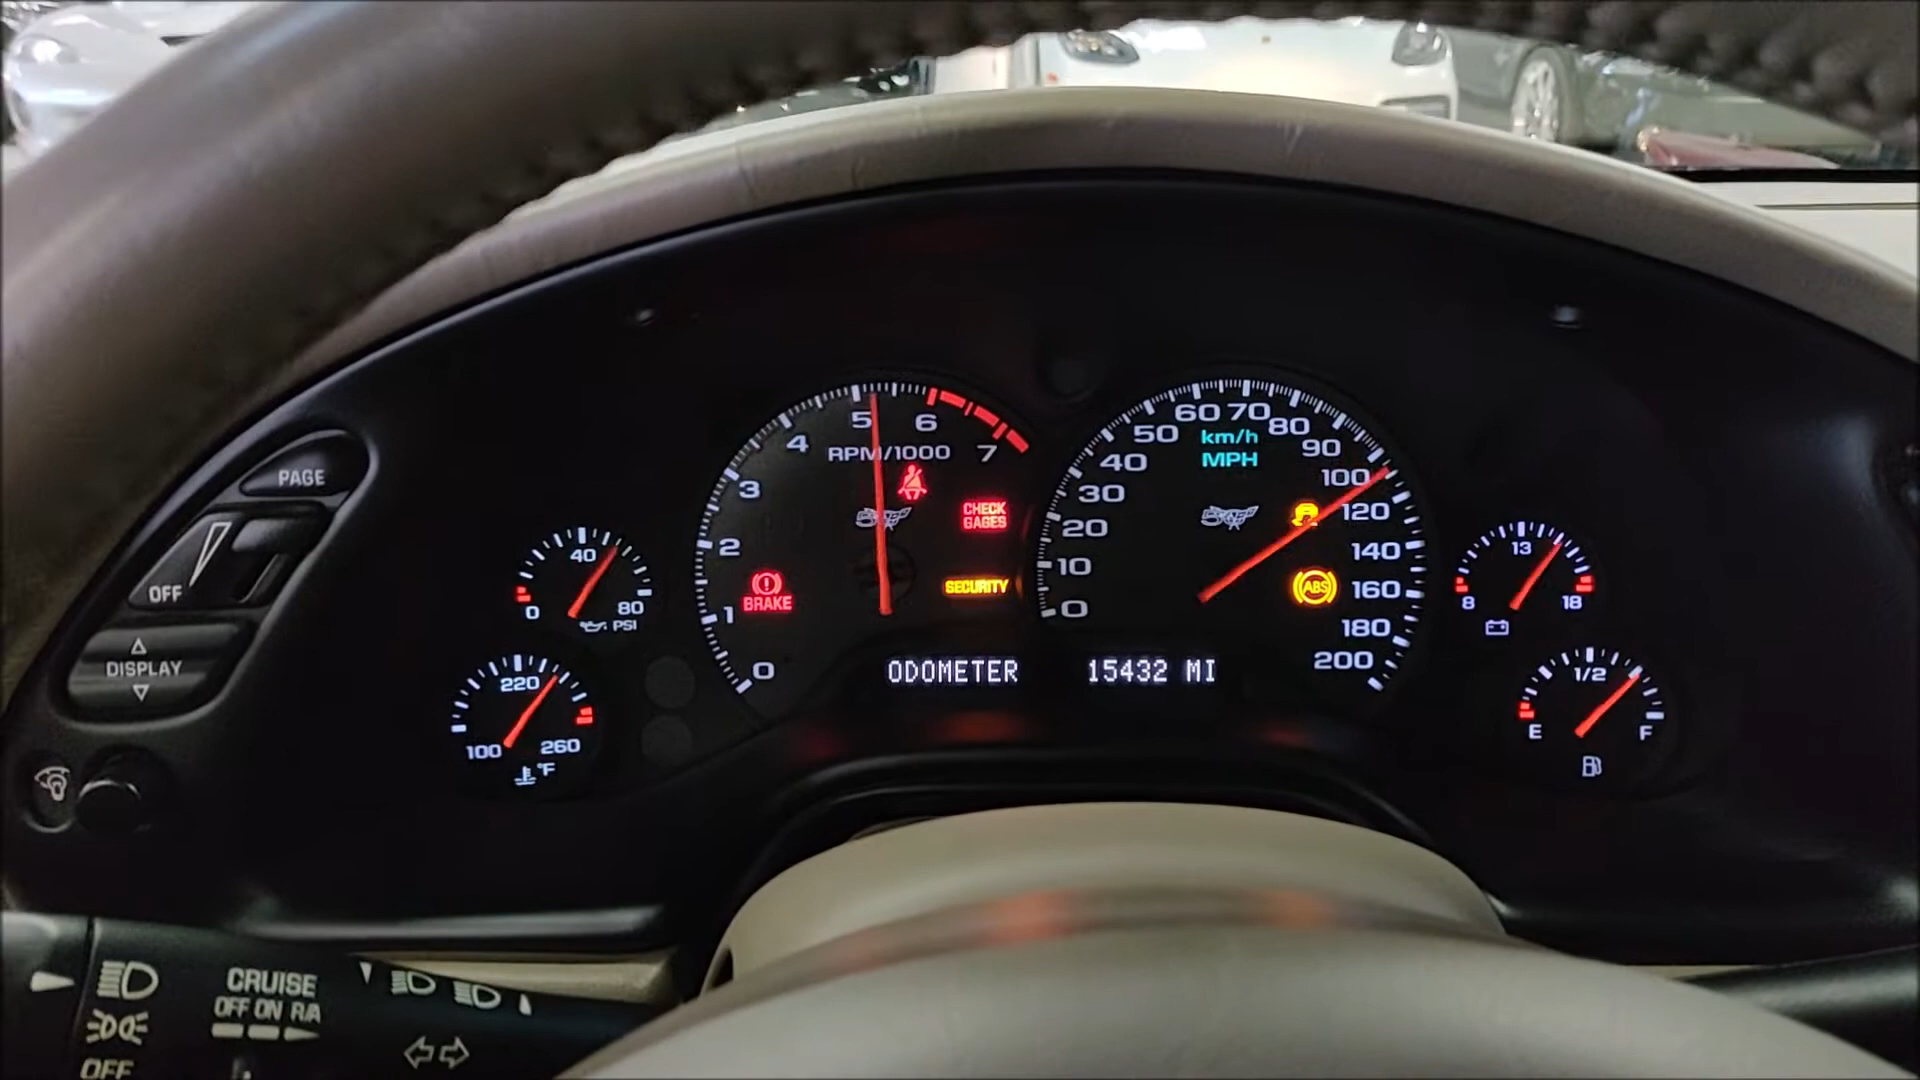 PAGE
OFF
DISPLAY
40
0
80
PSI
220
100
260
°F
0
1
2
3
4
5
6
7
RPM/1000
CHECK
GAGES
SECURITY
BRAKE
ODOMETER 15432 MI
0
10
20
30
40
50
60
70
80
90
100
120
140
160
180
200
km/h
MPH
ABS
13
8
18
1/2
E
F
OFF
CRUISE
OFF ON R/A